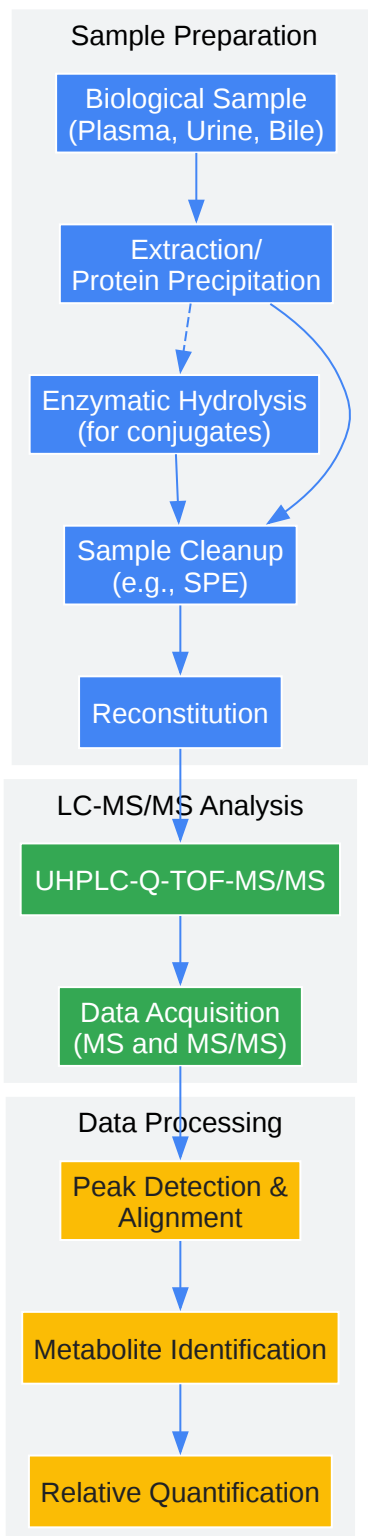 Sample Preparation
Biological Sample
(Plasma, Urine, Bile)
Extraction/
Protein Precipitation
Enzymatic Hydrolysis
(for conjugates)
Sample Cleanup
(e.g., SPE)
Reconstitution
LC-MS/MS Analysis
UHPLC-Q-TOF-MS/MS
Data Acquisition
(MS and MS/MS)
Data Processing
Peak Detection &
Alignment
Metabolite Identification
Relative Quantification